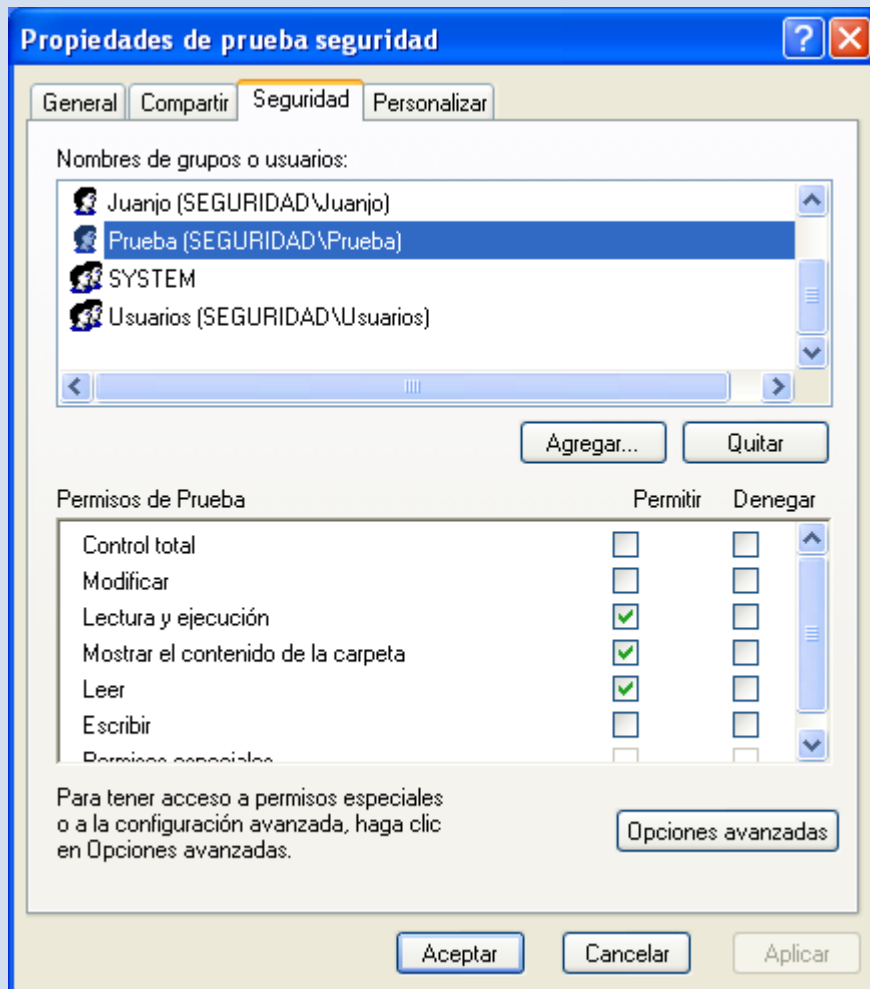 Propiedades de prueba seguridad
General Compartir Seguridad Personalizar
Nombres de grupos o usuarios:
Juanjo (SEGURIDAD\Juanjo)
Prueba (SEGURIDAD\Prueba)
SYSTEM
Usuarios (SEGURIDAD\Usuarios)
Agregar... Quitar
Permisos de Prueba Permitir Denegar
Control total
Modificar
Lectura y ejecución
Mostrar el contenido de la carpeta
Leer
Escribir
Permisos especiales
Para tener acceso a permisos especiales
o a la configuración avanzada, haga clic
en Opciones avanzadas.
Opciones avanzadas
Aceptar Cancelar Aplicar